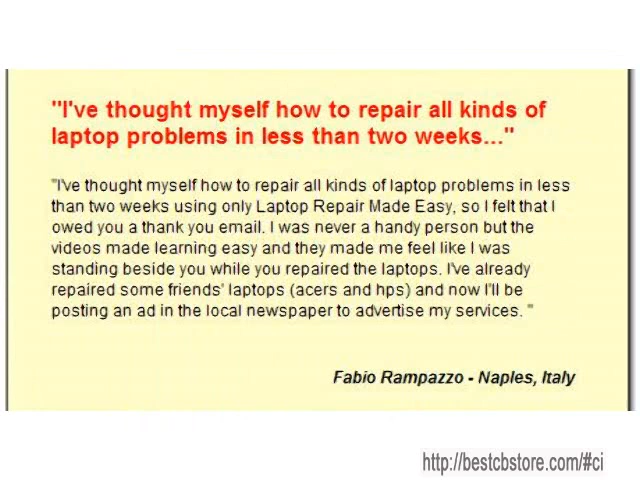 "I've thought myself how to repair all kinds of
laptop problems in less than two weeks..."
"I've thought myself how to repair all kinds of laptop problems in less
than two weeks using only Laptop Repair Made Easy, so I felt that I
owed you a thank you email. I was never a handy person but the
videos made learning easy and they made me feel like I was
standing beside you while you repaired the laptops. I've already
repaired some friends' laptops (acers and hps) and now I'll be
posting an ad in the local newspaper to advertise my services. "
Fabio Rampazzo - Naples, Italy
http://bestcbstore.com/#ci